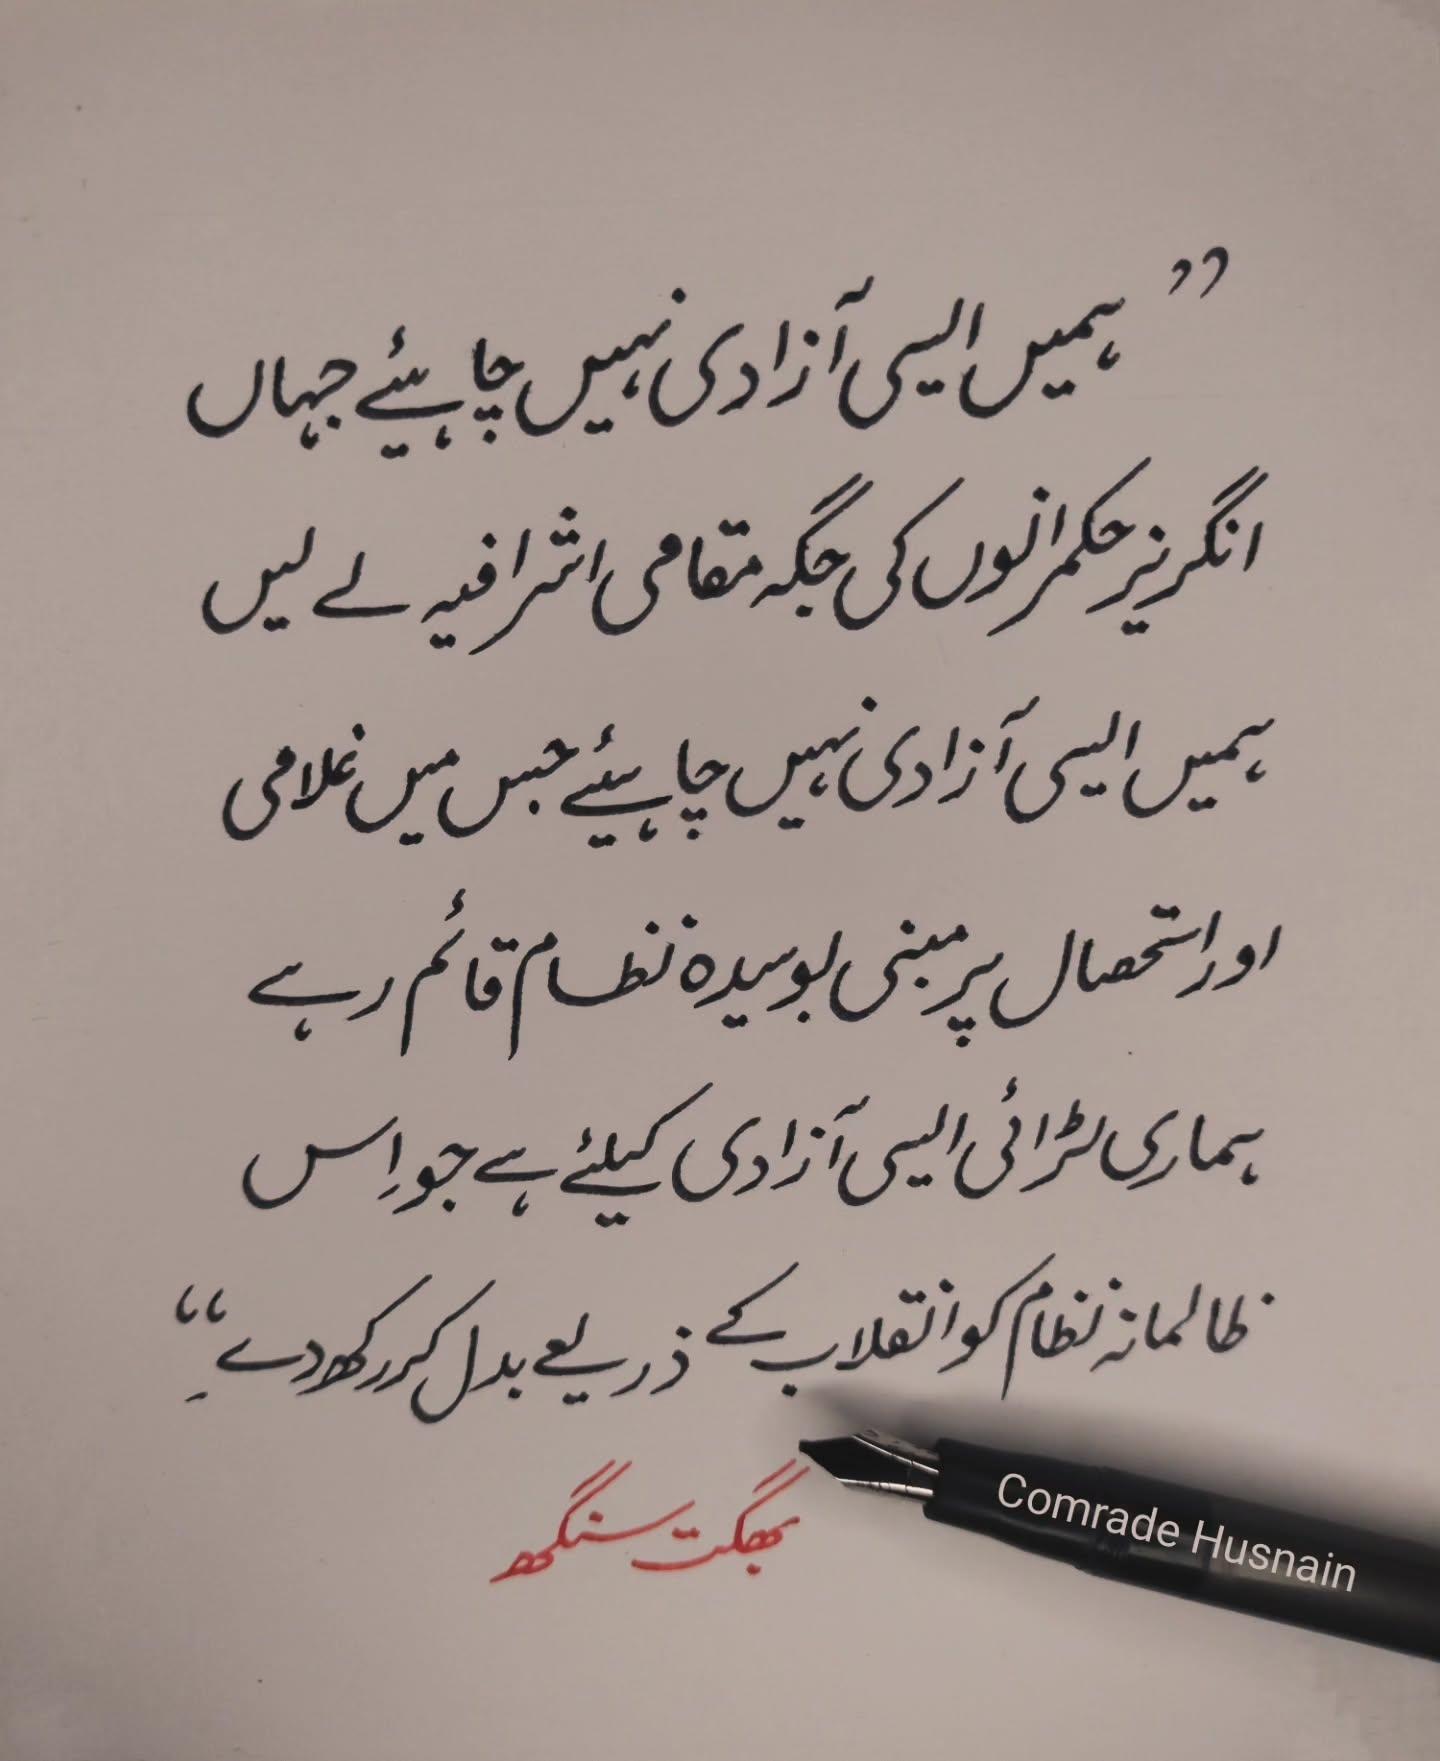 ”ہمیں ایسی آزادی نہیں چاہئیے جہاں
انگریز حکمرانوں کی جگہ مقامی اشرافیہ لے لیں
ہمیں ایسی آزادی نہیں چاہئیے جس میں غلامی
اور استحصال پر مبنی بوسیدہ نظام قائم رہے
ہماری لڑائی ایسی آزادی کیلئے ہے جو اِس
ظالمانہ نظام کو انقلاب کے ذریعے بدل کر رکھ دے۔“
بھگت سنگھ
Comrade Husnain